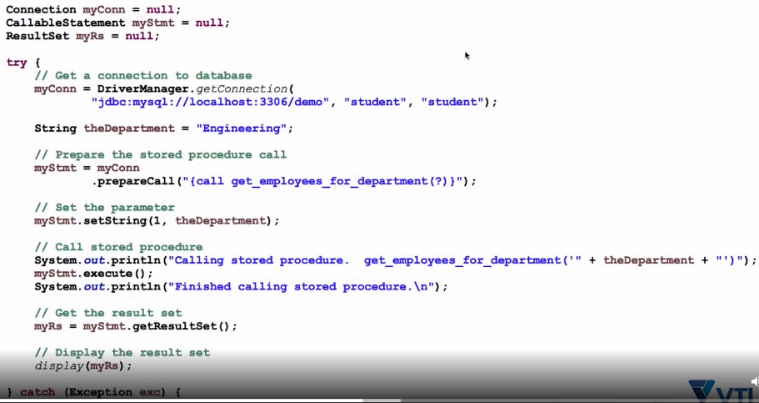 Connection myConn = null;
CallableStatement myStmt = null;
ResultSet myRs = null;
try {
// Get a connection to database
myConn = DriverManager.getConnection(
"jdbc:mysql://localhost:3306/demo", "student", "student");
String theDepartment = "Engineering";
// Prepare the stored procedure call
myStmt = myConn
.prepareCall("{call get_employees_for_department(?)}");
// Set the parameter
myStmt.setString(1, theDepartment);
// Call stored procedure
System.out.println("Calling stored procedure.  get_employees_for_department('" + theDepartment + "')");
myStmt.execute();
System.out.println("Finished calling stored procedure.\n");
// Get the result set
myRs = myStmt.getResultSet();
// Display the result set
display(myRs);
} catch (Exception exc) {
VTI